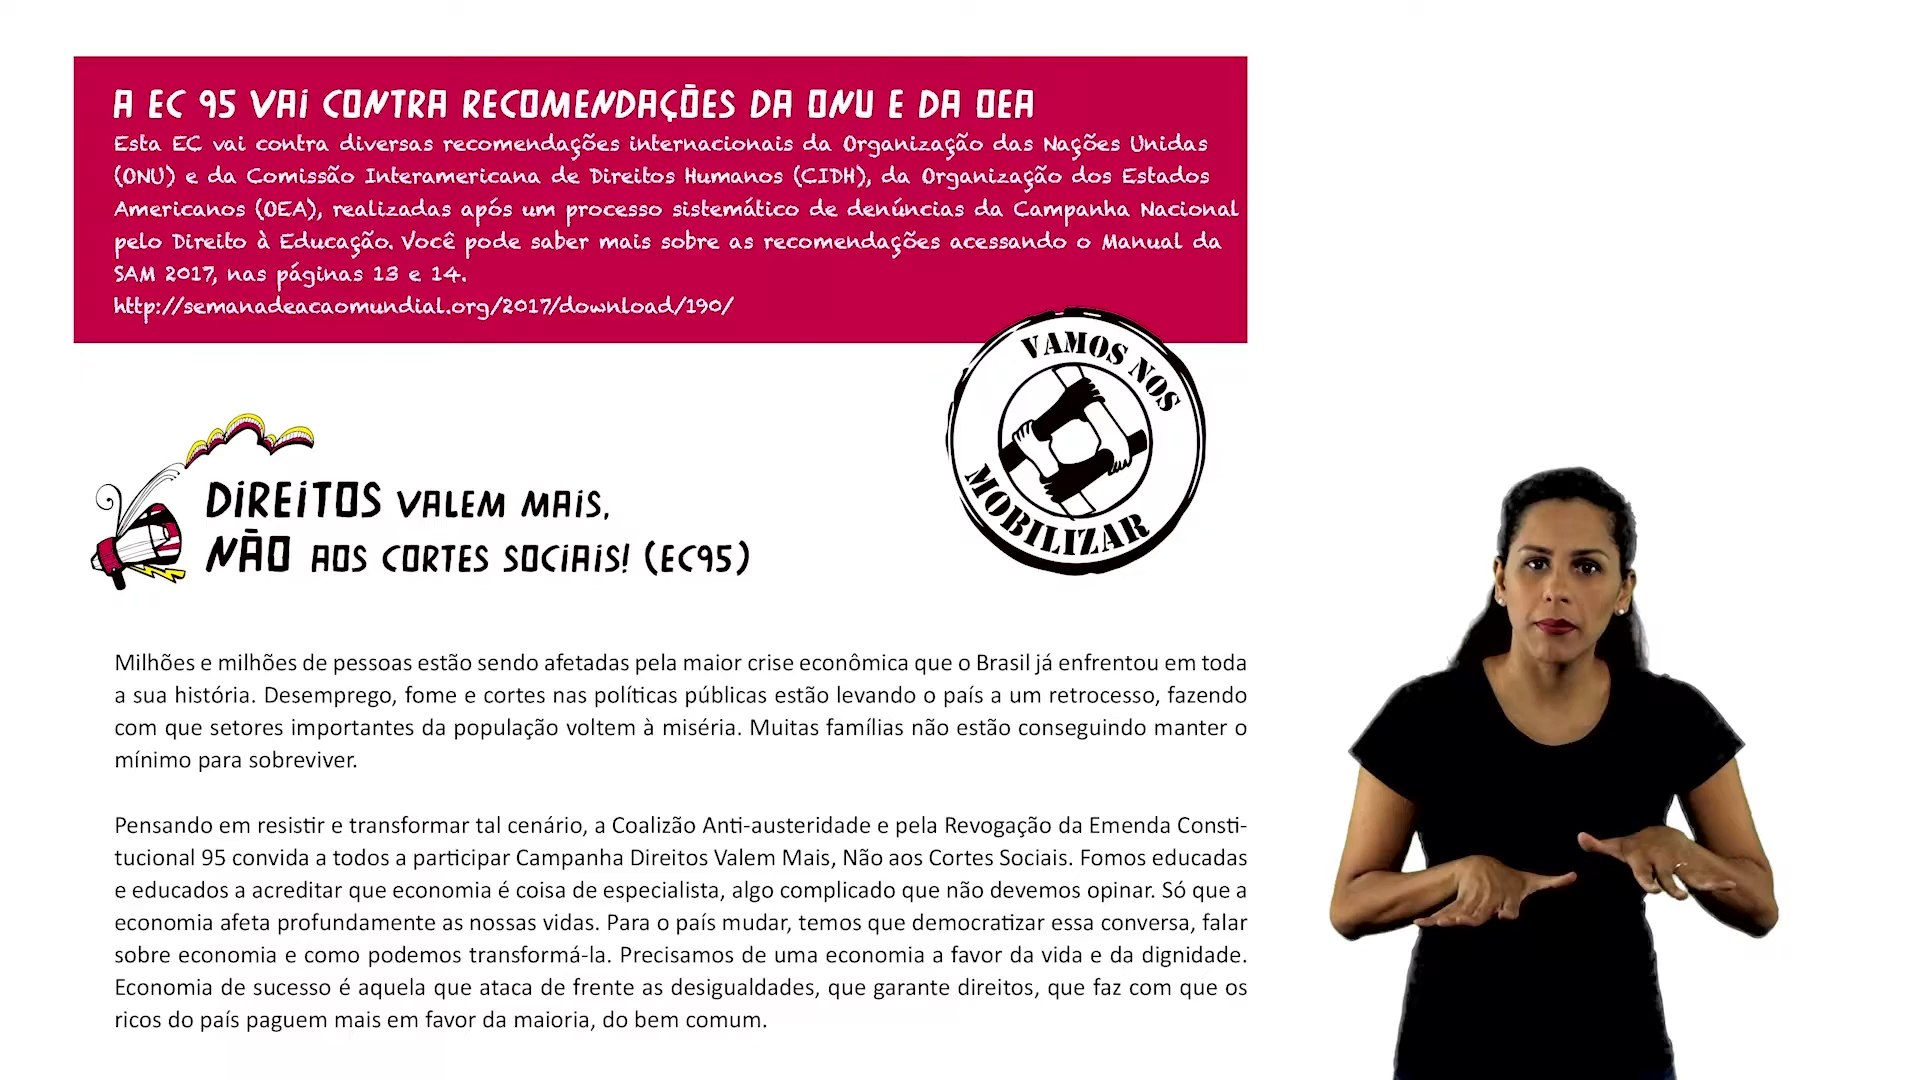 A EC 95 VAI CONTRA RECOMENDAÇÕES DA ONU E DA OEA
Esta EC vai contra diversas recomendações internacionais da Organização das Nações Unidas
(ONU) e da Comissão Interamericana de Direitos Humanos (CIDH), da Organização dos Estados
Americanos (OEA), realizadas após um processo sistemático de denúncias da Campanha Nacional
pelo Direito à Educação. Você pode saber mais sobre as recomendações acessando o Manual da
SAM 2017, nas páginas 13 e 14.
http://semanadeacaomundial.org/2017/download/190/
VAMOS NOS
MOBILIZAR
DIREITOS VALEM MAIS,
NÃO AOS CORTES SOCIAIS! (EC95)
Milhões e milhões de pessoas estão sendo afetadas pela maior crise econômica que o Brasil já enfrentou em toda
a sua história. Desemprego, fome e cortes nas políticas públicas estão levando o país a um retrocesso, fazendo
com que setores importantes da população voltem à miséria. Muitas famílias não estão conseguindo manter o
mínimo para sobreviver.
Pensando em resistir e transformar tal cenário, a Coalizão Anti-austeridade e pela Revogação da Emenda Consti-
tucional 95 convida a todos a participar Campanha Direitos Valem Mais, Não aos Cortes Sociais. Fomos educadas
e educados a acreditar que economia é coisa de especialista, algo complicado que não devemos opinar. Só que a
economia afeta profundamente as nossas vidas. Para o país mudar, temos que democratizar essa conversa, falar
sobre economia e como podemos transformá-la. Precisamos de uma economia a favor da vida e da dignidade.
Economia de sucesso é aquela que ataca de frente as desigualdades, que garante direitos, que faz com que os
ricos do país paguem mais em favor da maioria, do bem comum.